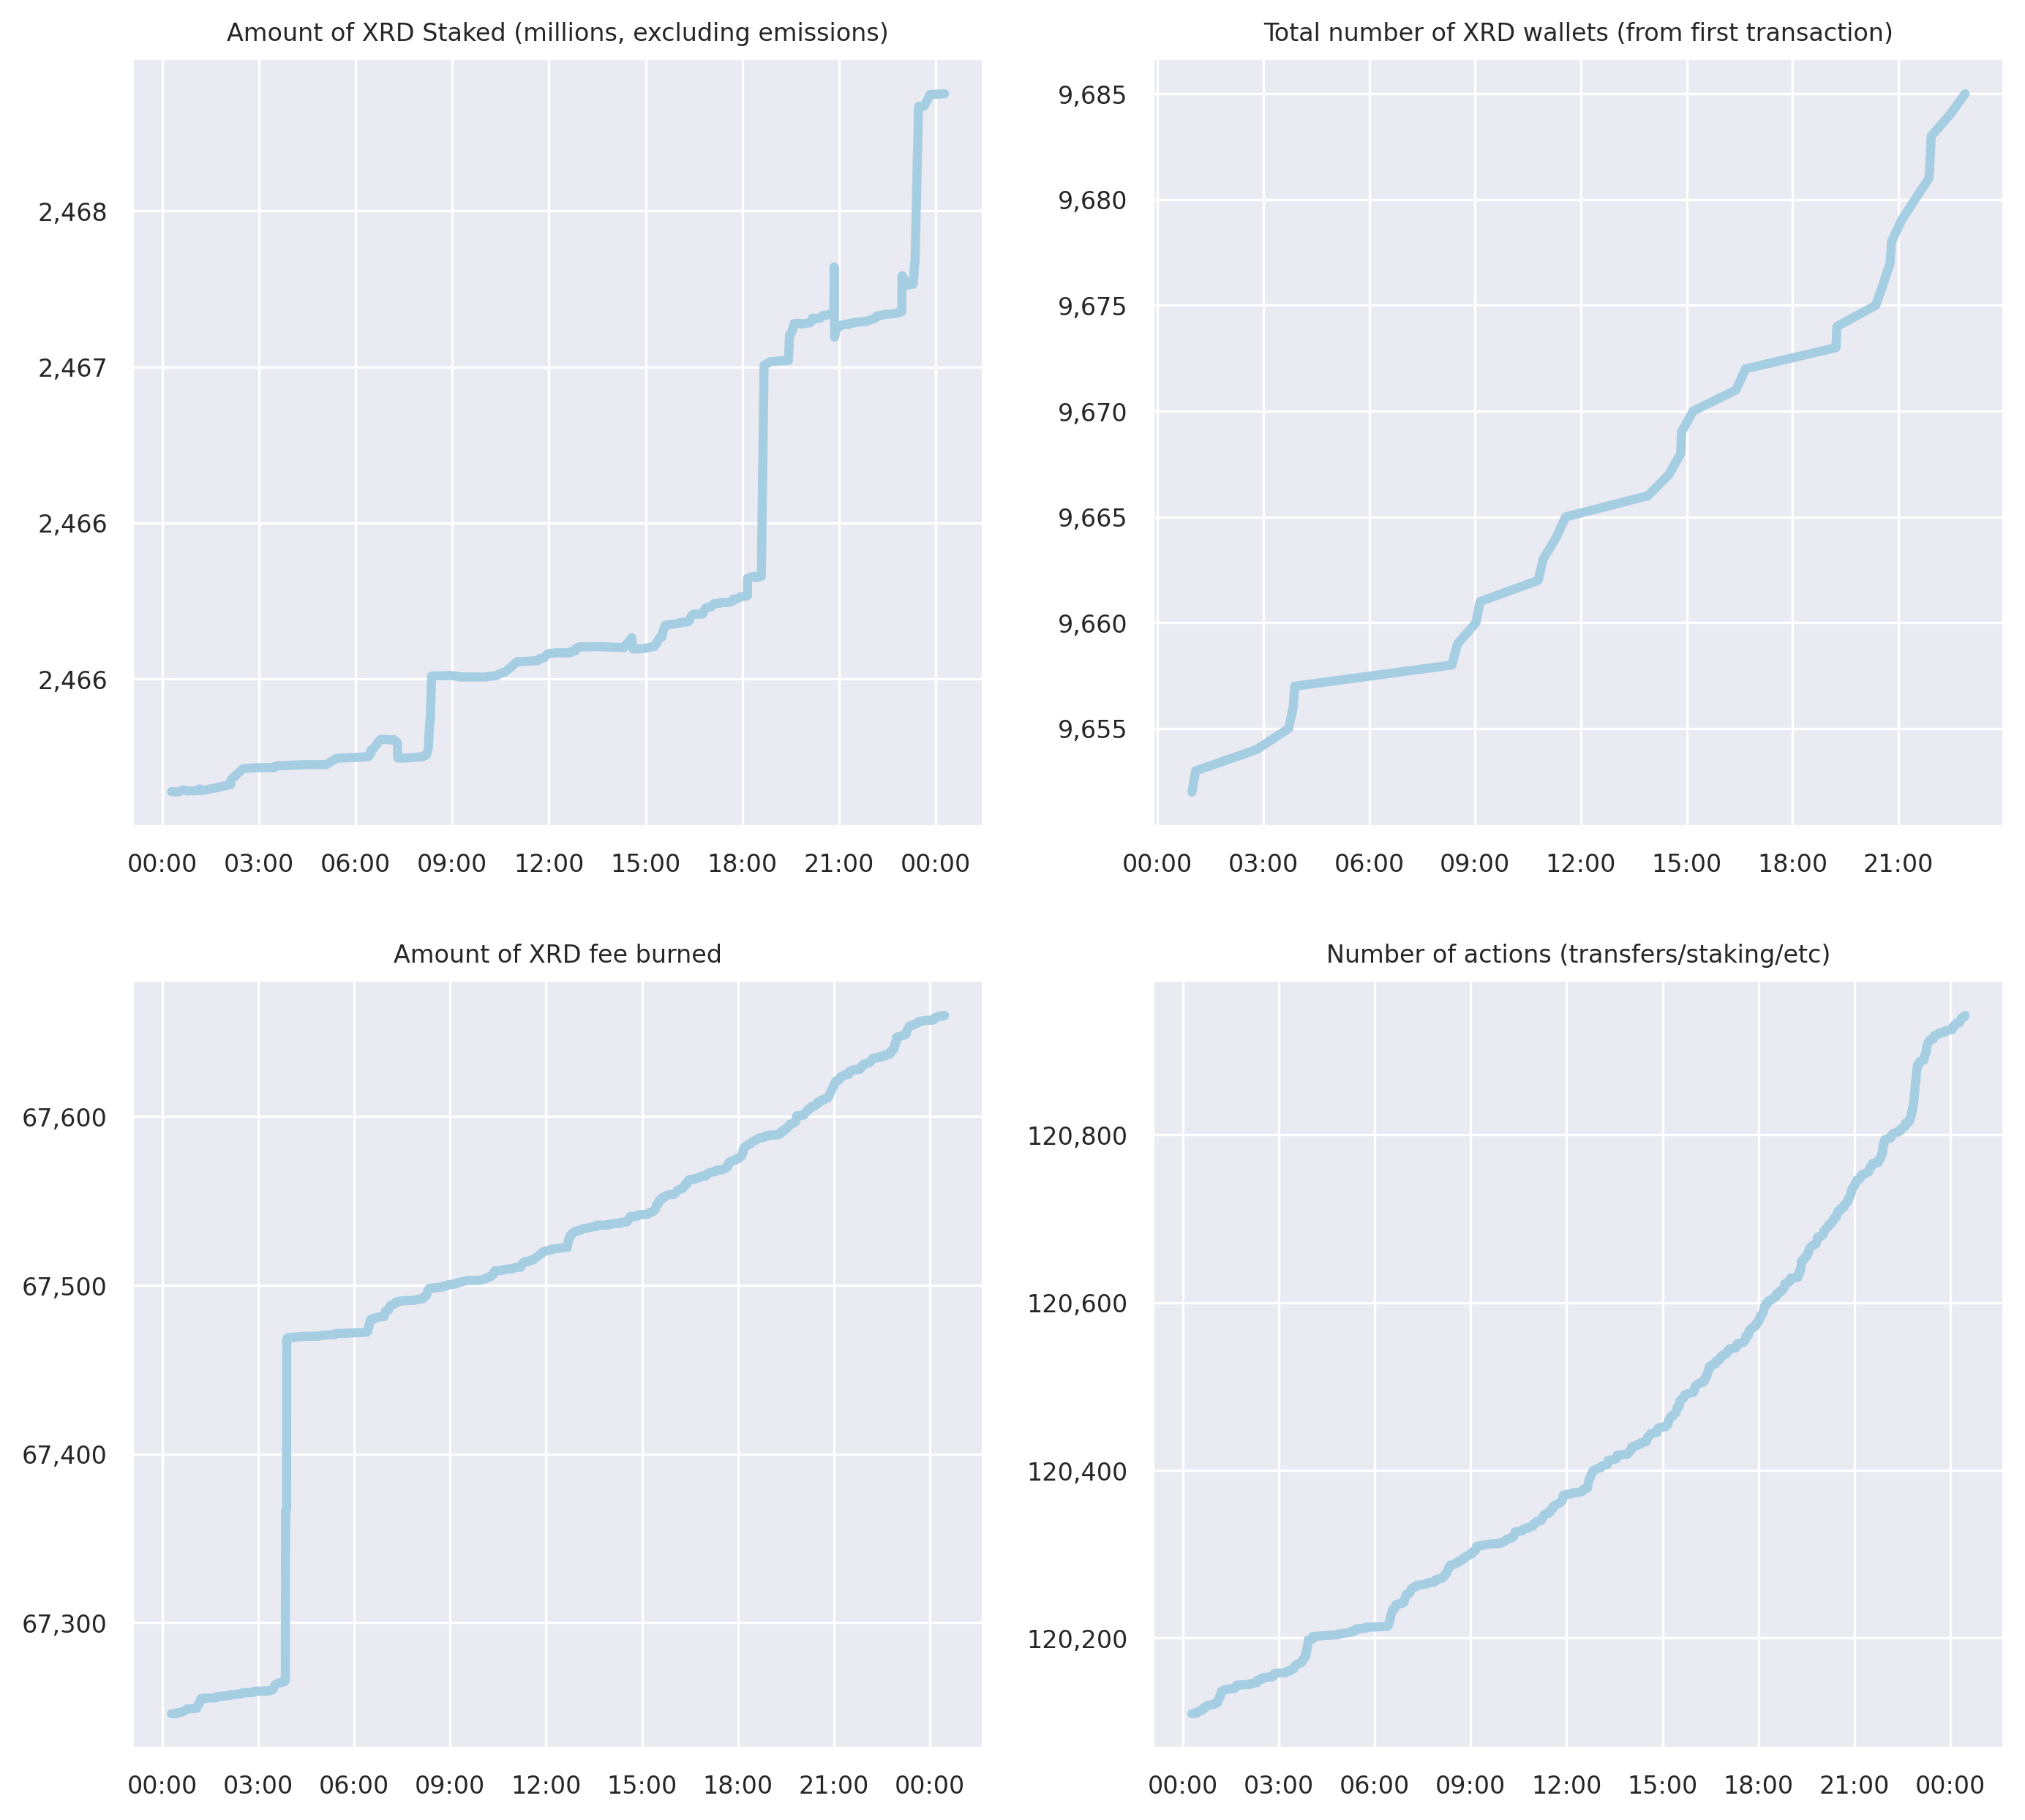 Amount of XRD Staked (millions, excluding emissions)
2,468
2,467
2,466
2,466
00:00 03:00 06:00 09:00 12:00 15:00 18:00 21:00 00:00
Total number of XRD wallets (from first transaction)
9,685
9,680
9,675
9,670
9,665
9,660
9,655
00:00 03:00 06:00 09:00 12:00 15:00 18:00 21:00
Amount of XRD fee burned
67,600
67,500
67,400
67,300
00:00 03:00 06:00 09:00 12:00 15:00 18:00 21:00 00:00
Number of actions (transfers/staking/etc)
120,800
120,600
120,400
120,200
00:00 03:00 06:00 09:00 12:00 15:00 18:00 21:00 00:00